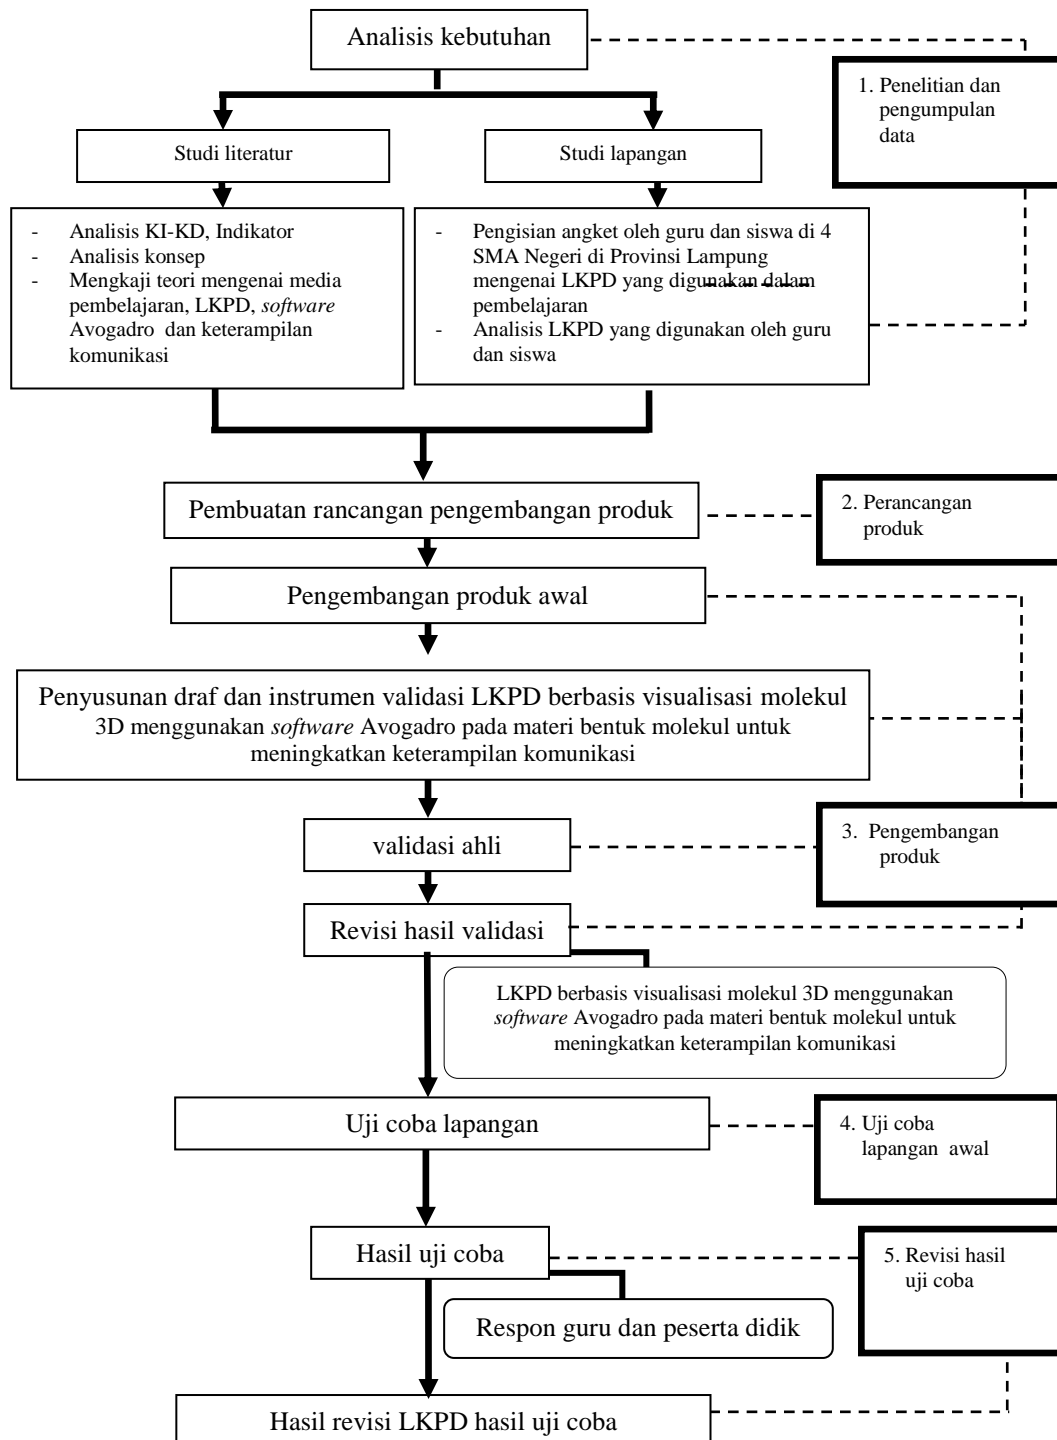 Analisis kebutuhan
1. Penelitian dan
pengumpulan
data
Studi literatur
Studi lapangan
- Analisis KI-KD, Indikator
- Analisis konsep
- Mengkaji teori mengenai media
pembelajaran, LKPD, software
Avogadro dan keterampilan
komunikasi
- Pengisian angket oleh guru dan siswa di 4
SMA Negeri di Provinsi Lampung
mengenai LKPD yang digunakan dalam
pembelajaran
- Analisis LKPD yang digunakan oleh guru
dan siswa
Pembuatan rancangan pengembangan produk
2. Perancangan
produk
Pengembangan produk awal
Penyusunan draf dan instrumen validasi LKPD berbasis visualisasi molekul
3D menggunakan software Avogadro pada materi bentuk molekul untuk
meningkatkan keterampilan komunikasi
validasi ahli
3. Pengembangan
produk
Revisi hasil validasi
LKPD berbasis visualisasi molekul 3D menggunakan
software Avogadro pada materi bentuk molekul untuk
meningkatkan keterampilan komunikasi
Uji coba lapangan
4. Uji coba
lapangan awal
Hasil uji coba
5. Revisi hasil
uji coba
Respon guru dan peserta didik
Hasil revisi LKPD hasil uji coba